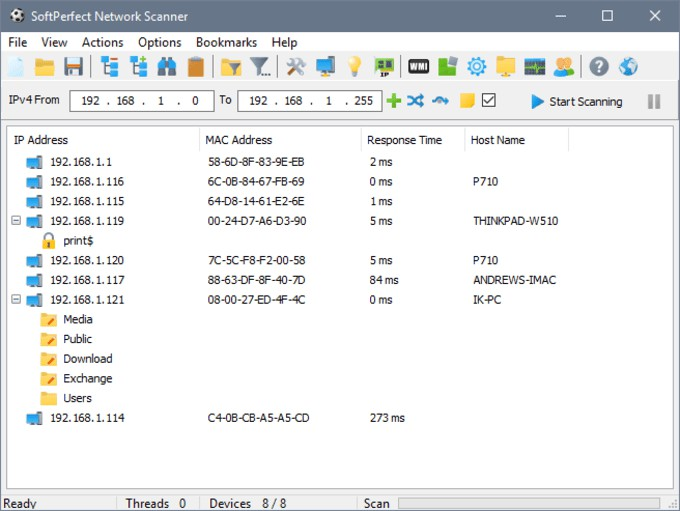 SoftPerfect Network Scanner
File View Actions Options Bookmarks Help
WMI IP
IPv4 From 192 . 168 . 1 . 0 To 192 . 168 . 1 . 255 Start Scanning
IP Address MAC Address Response Time Host Name
192.168.1.1 58-6D-8F-83-9E-EB 2 ms
192.168.1.116 6C-0B-84-67-FB-69 0 ms P710
192.168.1.115 64-D8-14-61-E2-6E 1 ms
192.168.1.119 00-24-D7-A6-D3-90 5 ms THINKPAD-W510
print$
192.168.1.120 7C-5C-F8-F2-00-58 5 ms P710
192.168.1.117 88-63-DF-8F-40-7D 84 ms ANDREWS-IMAC
192.168.1.121 08-00-27-ED-4F-4C 0 ms IK-PC
Media
Public
Download
Exchange
Users
192.168.1.114 C4-0B-CB-A5-A5-CD 273 ms
Ready Threads 0 Devices 8 / 8 Scan